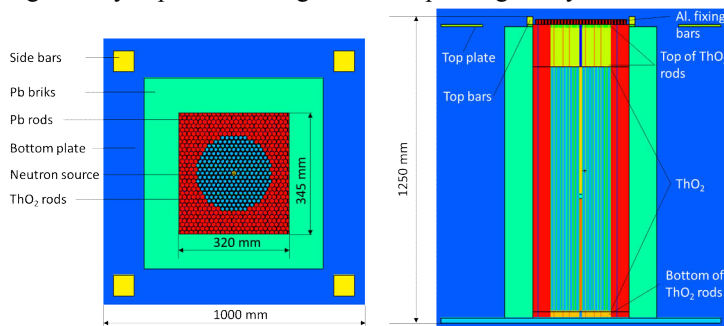 Side bars
Pb briks
Pb rods
Bottom plate
Neutron source
ThO₂ rods
345 mm
320 mm
1000 mm
Al. fixing
bars
Top plate
Top of ThO
rods
Top bars
1250 mm
ThO₂
Bottom of
ThO₂ rods